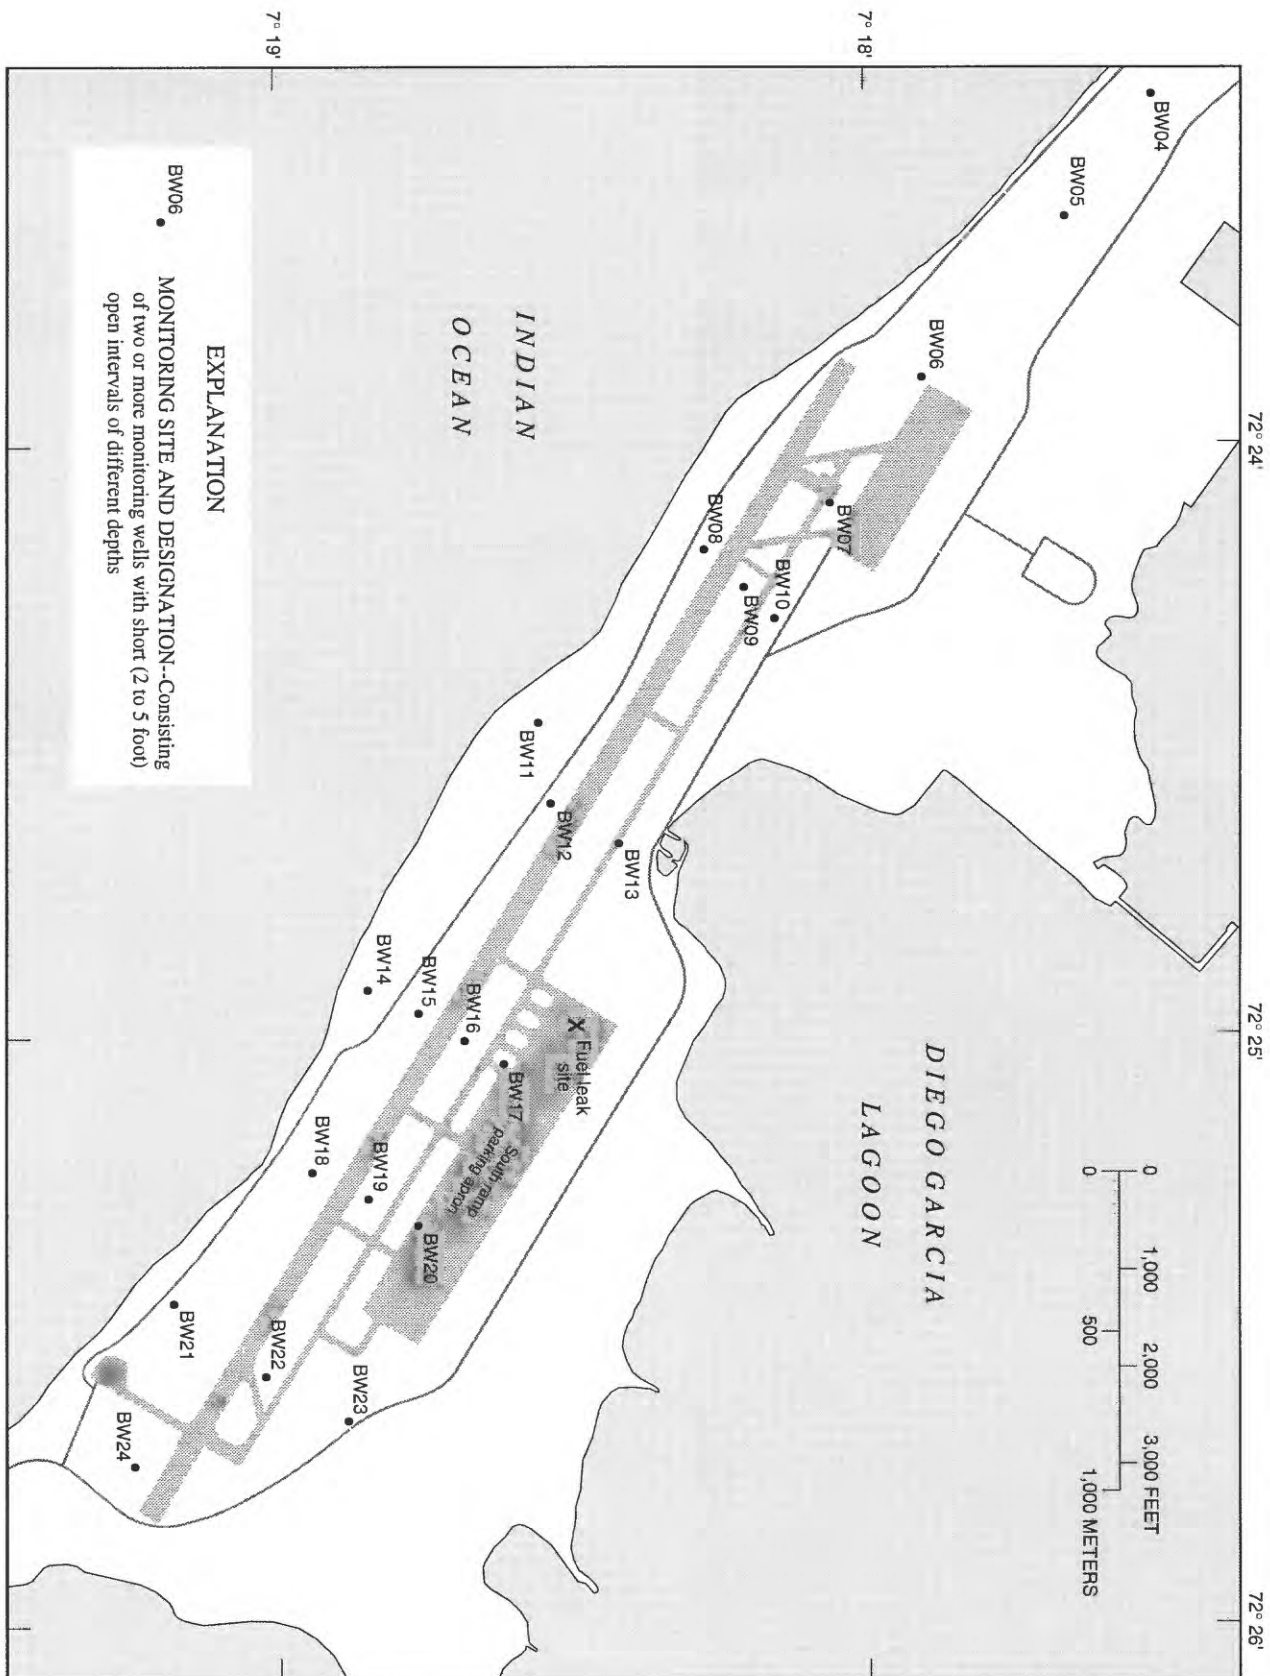 72° 24'
72° 25'
72° 26'
7° 18'
7° 19'
BW04
BW05
BW06
BW07
BW08
BW10
BW09
BW11
BW12
BW13
BW14
BW15
BW16
BW17
BW18
BW19
BW20
BW21
BW22
BW23
BW24
Fuel leak
site
South ramp
parking apron
DIEGO GARCIA
LAGOON
INDIAN
OCEAN
0 1,000 2,000 3,000 FEET
0 500 1,000 METERS
EXPLANATION
BW06
MONITORING SITE AND DESIGNATION--Consisting
of two or more monitoring wells with short (2 to 5 foot)
open intervals of different depths